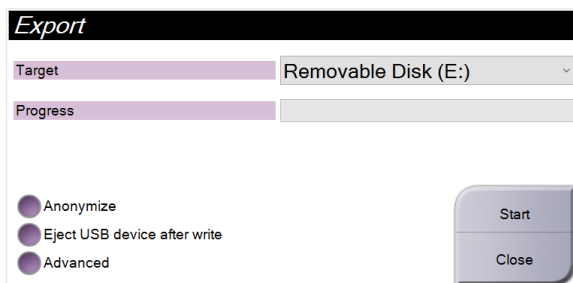 Export
Target
Removable Disk (E:)
Progress
Anonymize
Eject USB device after write
Advanced
Start
Close